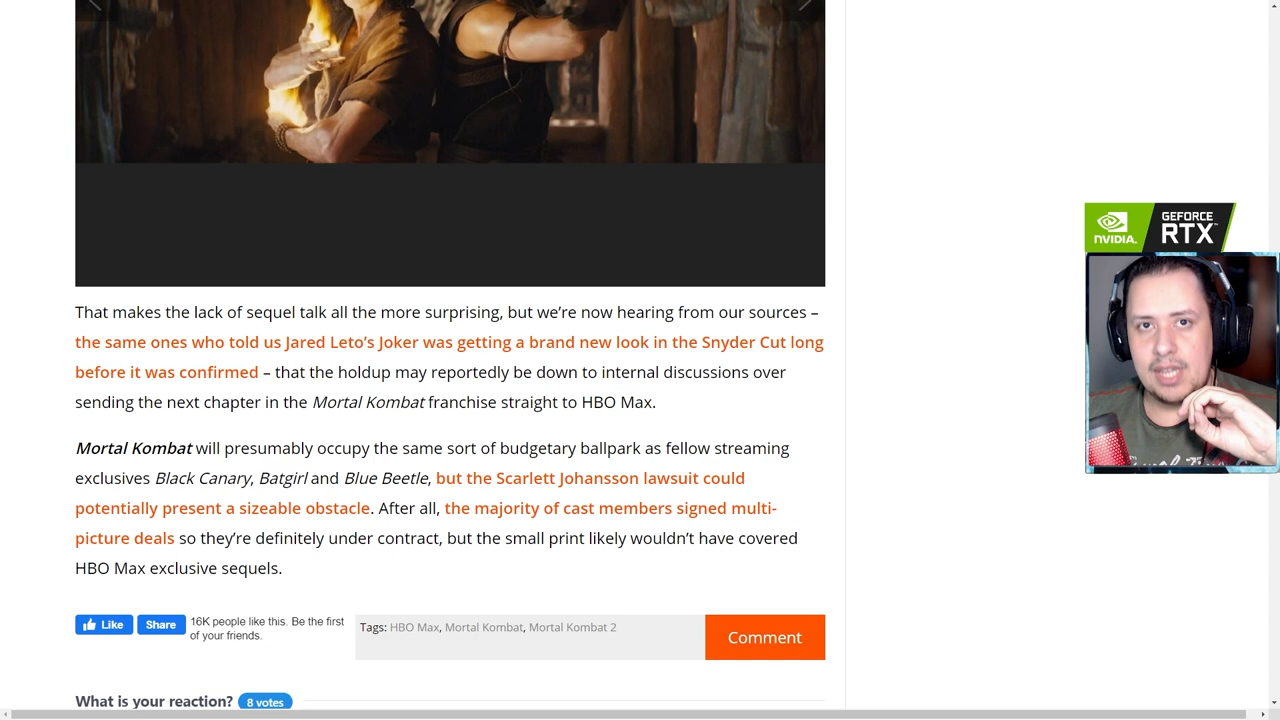 That makes the lack of sequel talk all the more surprising, but we’re now hearing from our sources –
the same ones who told us Jared Leto’s Joker was getting a brand new look in the Snyder Cut long
before it was confirmed – that the holdup may reportedly be down to internal discussions over
sending the next chapter in the Mortal Kombat franchise straight to HBO Max.
Mortal Kombat will presumably occupy the same sort of budgetary ballpark as fellow streaming
exclusives Black Canary, Batgirl and Blue Beetle, but the Scarlett Johansson lawsuit could
potentially present a sizeable obstacle. After all, the majority of cast members signed multi-
picture deals so they’re definitely under contract, but the small print likely wouldn’t have covered
HBO Max exclusive sequels.
Like Share 16K people like this. Be the first
of your friends.
Tags: HBO Max, Mortal Kombat, Mortal Kombat 2
Comment
What is your reaction? 8 votes
NVIDIA. GEFORCE
RTX™